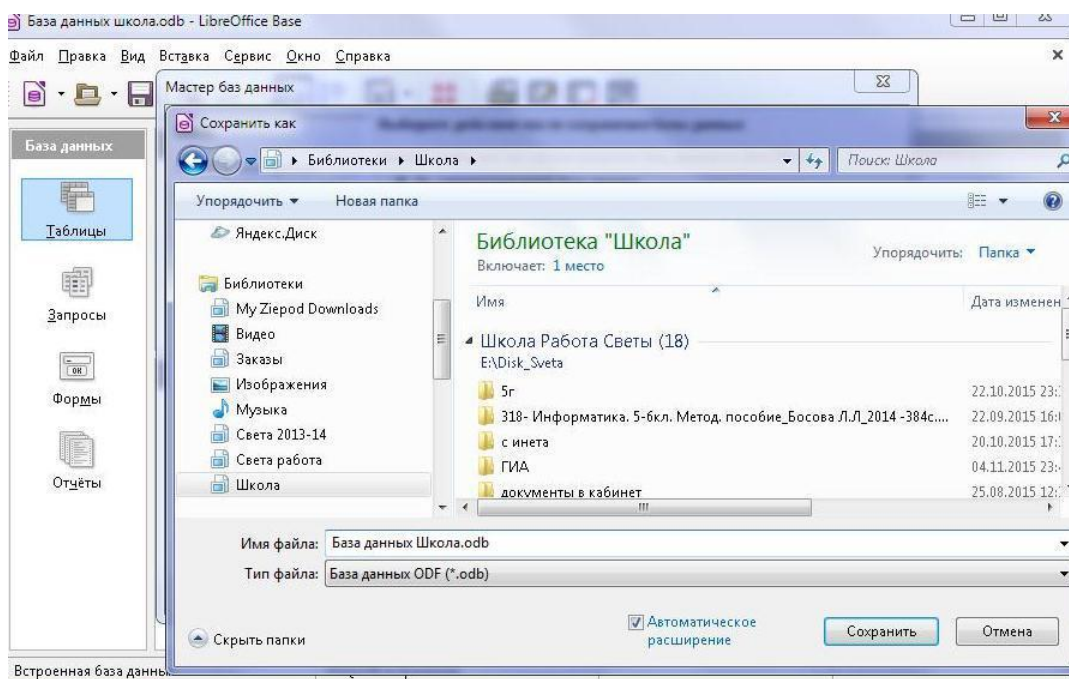 База данных школа.odb - LibreOffice Base
Файл Правка Вид Вставка Сервис Окно Справка
Мастер баз данных
Сохранить как
База данных
Библиотеки Школа
Поиск: Школа
Упорядочить Новая папка
Таблицы
Запросы
Формы
Отчёты
Яндекс.Диск
Библиотеки
My Ziepod Downloads
Видео
Заказы
Изображения
Музыка
Света 2013-14
Света работа
Школа
Библиотека "Школа"
Включает: 1 место
Упорядочить: Папка
Имя Дата изменен
Школа Работа Светы (18)
E:\Disk_Sveta
5г 22.10.2015 23:
318- Информатика. 5-6кл. Метод. пособие_Босова Л.Л_2014 -384с.... 22.09.2015 16:
с инета 20.10.2015 17:
ГИА 04.11.2015 23:
документы в кабинет 25.08.2015 12:
Имя файла: База данных Школа.odb
Тип файла: База данных ODF (*.odb)
Скрыть папки
Автоматическое
расширение
Сохранить Отмена
Встроенная база данны